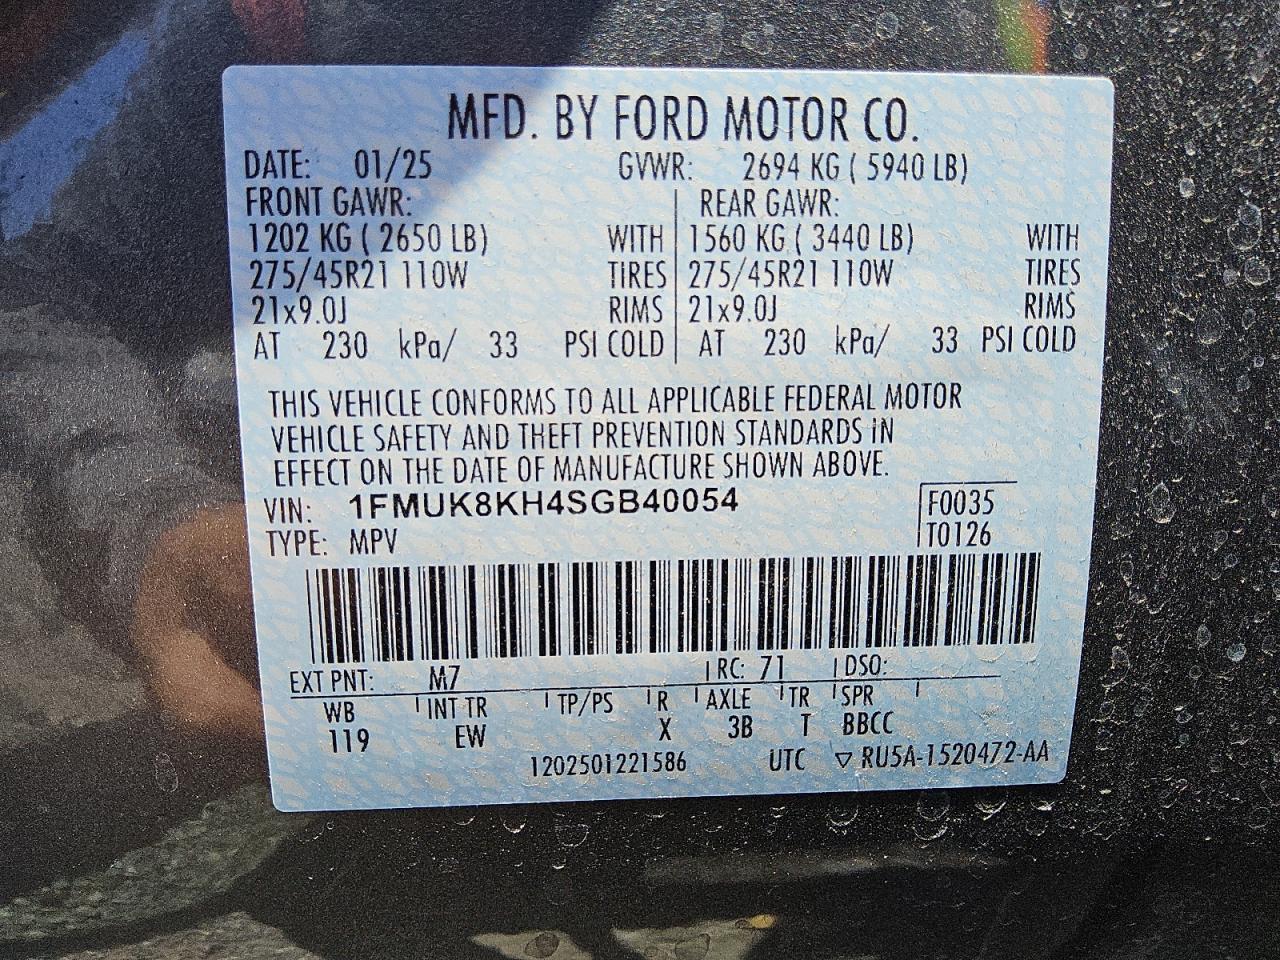 MFD. BY FORD MOTOR CO.
DATE: 01/25 GVWR: 2694 KG ( 5940 LB)
FRONT GAWR: REAR GAWR:
1202 KG ( 2650 LB) WITH 1560 KG ( 3440 LB) WITH
275/45R21 110W TIRES 275/45R21 110W TIRES
21x9.0J RIMS 21x9.0J RIMS
AT 230 kPa/ 33 PSI COLD AT 230 kPa/ 33 PSI COLD
THIS VEHICLE CONFORMS TO ALL APPLICABLE FEDERAL MOTOR
VEHICLE SAFETY AND THEFT PREVENTION STANDARDS IN
EFFECT ON THE DATE OF MANUFACTURE SHOWN ABOVE.
VIN: 1FMUK8KH4SGB40054 F0035
TYPE: MPV T0126
EXT PNT: M7 RC: 71 DSO:
WB INT TR TP/PS R AXLE TR SPR
119 EW X 3B T BBCC
1202501221586 UTC ▽ RU5A-1520472-AA